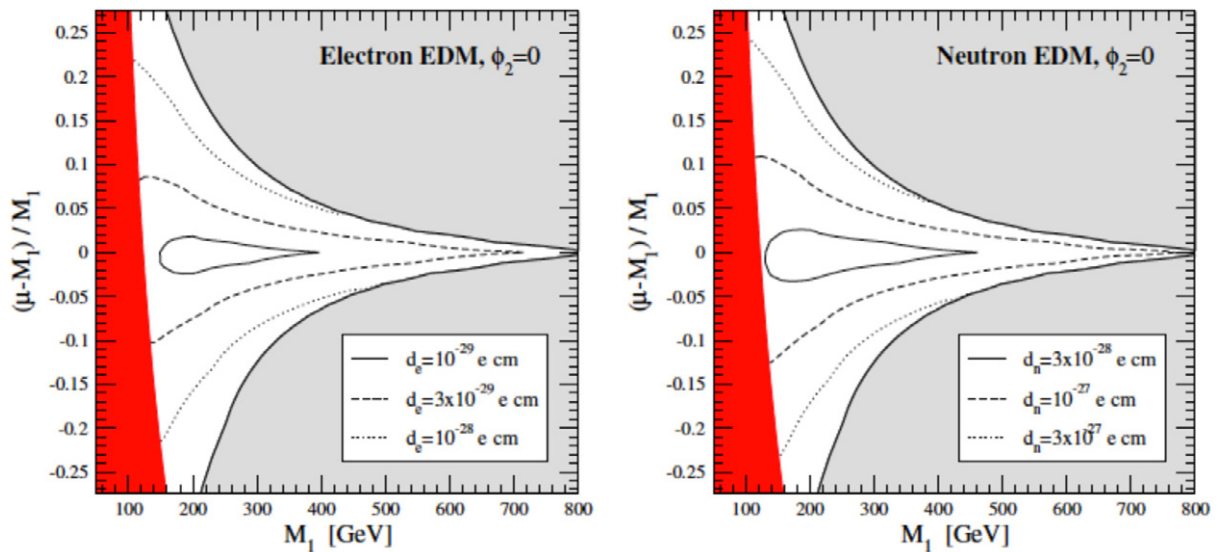 Electron EDM, ϕ₂=0
0.25
0.2
0.15
0.1
0.05
0
-0.05
-0.1
-0.15
-0.2
-0.25
(μ-M₁) / M₁
dₑ=10⁻²⁹ e cm
dₑ=3x10⁻²⁹ e cm
dₑ=10⁻²⁸ e cm
100 200 300 400 500 600 700 800
M₁ [GeV]
Neutron EDM, ϕ₂=0
0.25
0.2
0.15
0.1
0.05
0
-0.05
-0.1
-0.15
-0.2
-0.25
(μ-M₁) / M₁
dₙ=3x10⁻²⁸ e cm
dₙ=10⁻²⁷ e cm
dₙ=3x10⁻²⁷ e cm
100 200 300 400 500 600 700 800
M₁ [GeV]